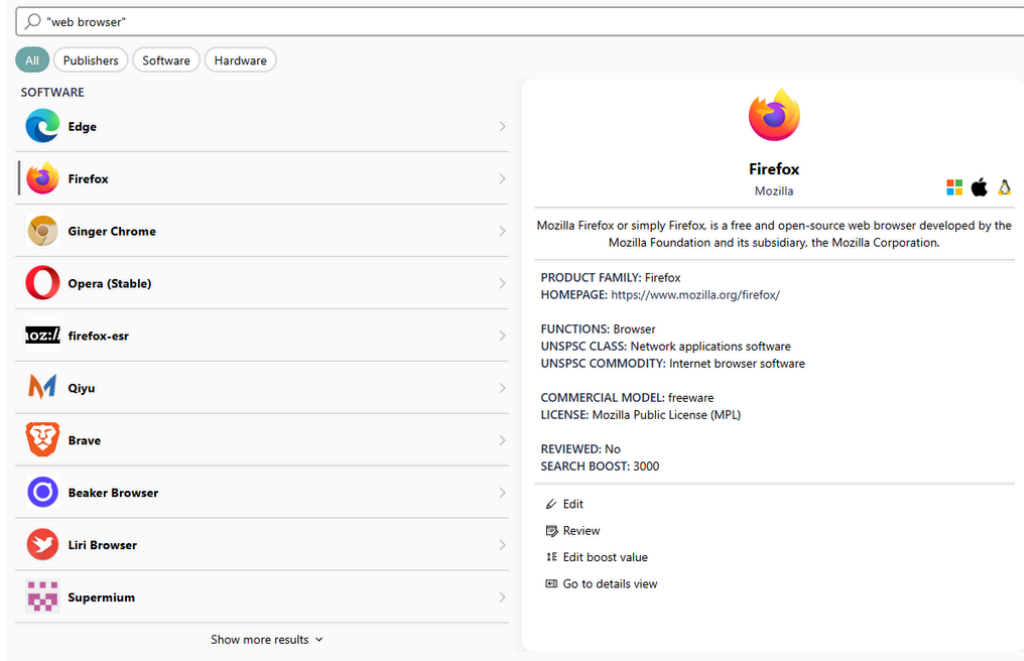 "web browser"
All Publishers Software Hardware
SOFTWARE
Edge
Firefox
Ginger Chrome
Opera (Stable)
oz://
firefox-esr
Qiyu
Brave
Beaker Browser
Liri Browser
Supermium
Show more results
Firefox
Mozilla
Mozilla Firefox or simply Firefox, is a free and open-source web browser developed by the
Mozilla Foundation and its subsidiary, the Mozilla Corporation.
PRODUCT FAMILY: Firefox
HOMEPAGE: https://www.mozilla.org/firefox/
FUNCTIONS: Browser
UNSPSC CLASS: Network applications software
UNSPSC COMMODITY: Internet browser software
COMMERCIAL MODEL: freeware
LICENSE: Mozilla Public License (MPL)
REVIEWED: No
SEARCH BOOST: 3000
Edit
Review
Edit boost value
Go to details view